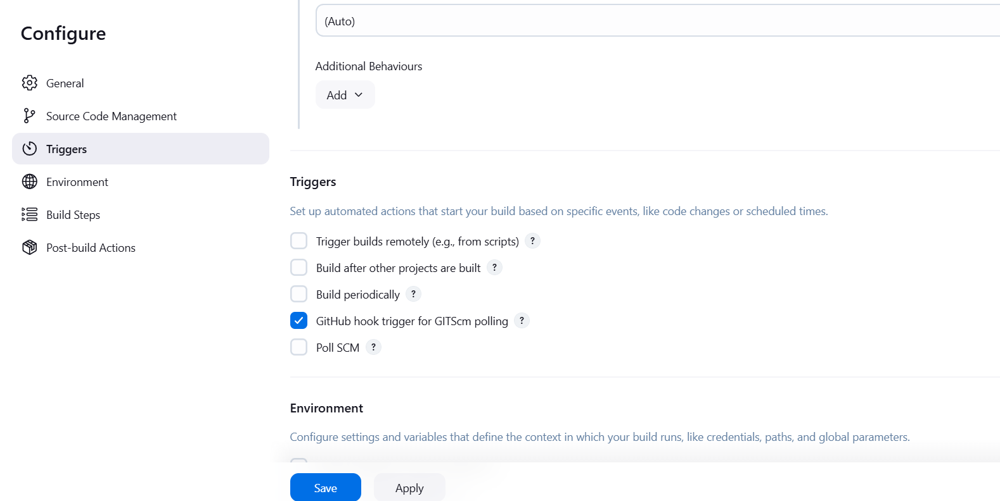 Configure
General
Source Code Management
Triggers
Environment
Build Steps
Post-build Actions
(Auto)
Additional Behaviours
Add
Triggers
Set up automated actions that start your build based on specific events, like code changes or scheduled times.
Trigger builds remotely (e.g., from scripts) ?
Build after other projects are built ?
Build periodically ?
GitHub hook trigger for GITScm polling ?
Poll SCM ?
Environment
Configure settings and variables that define the context in which your build runs, like credentials, paths, and global parameters.
Save
Apply